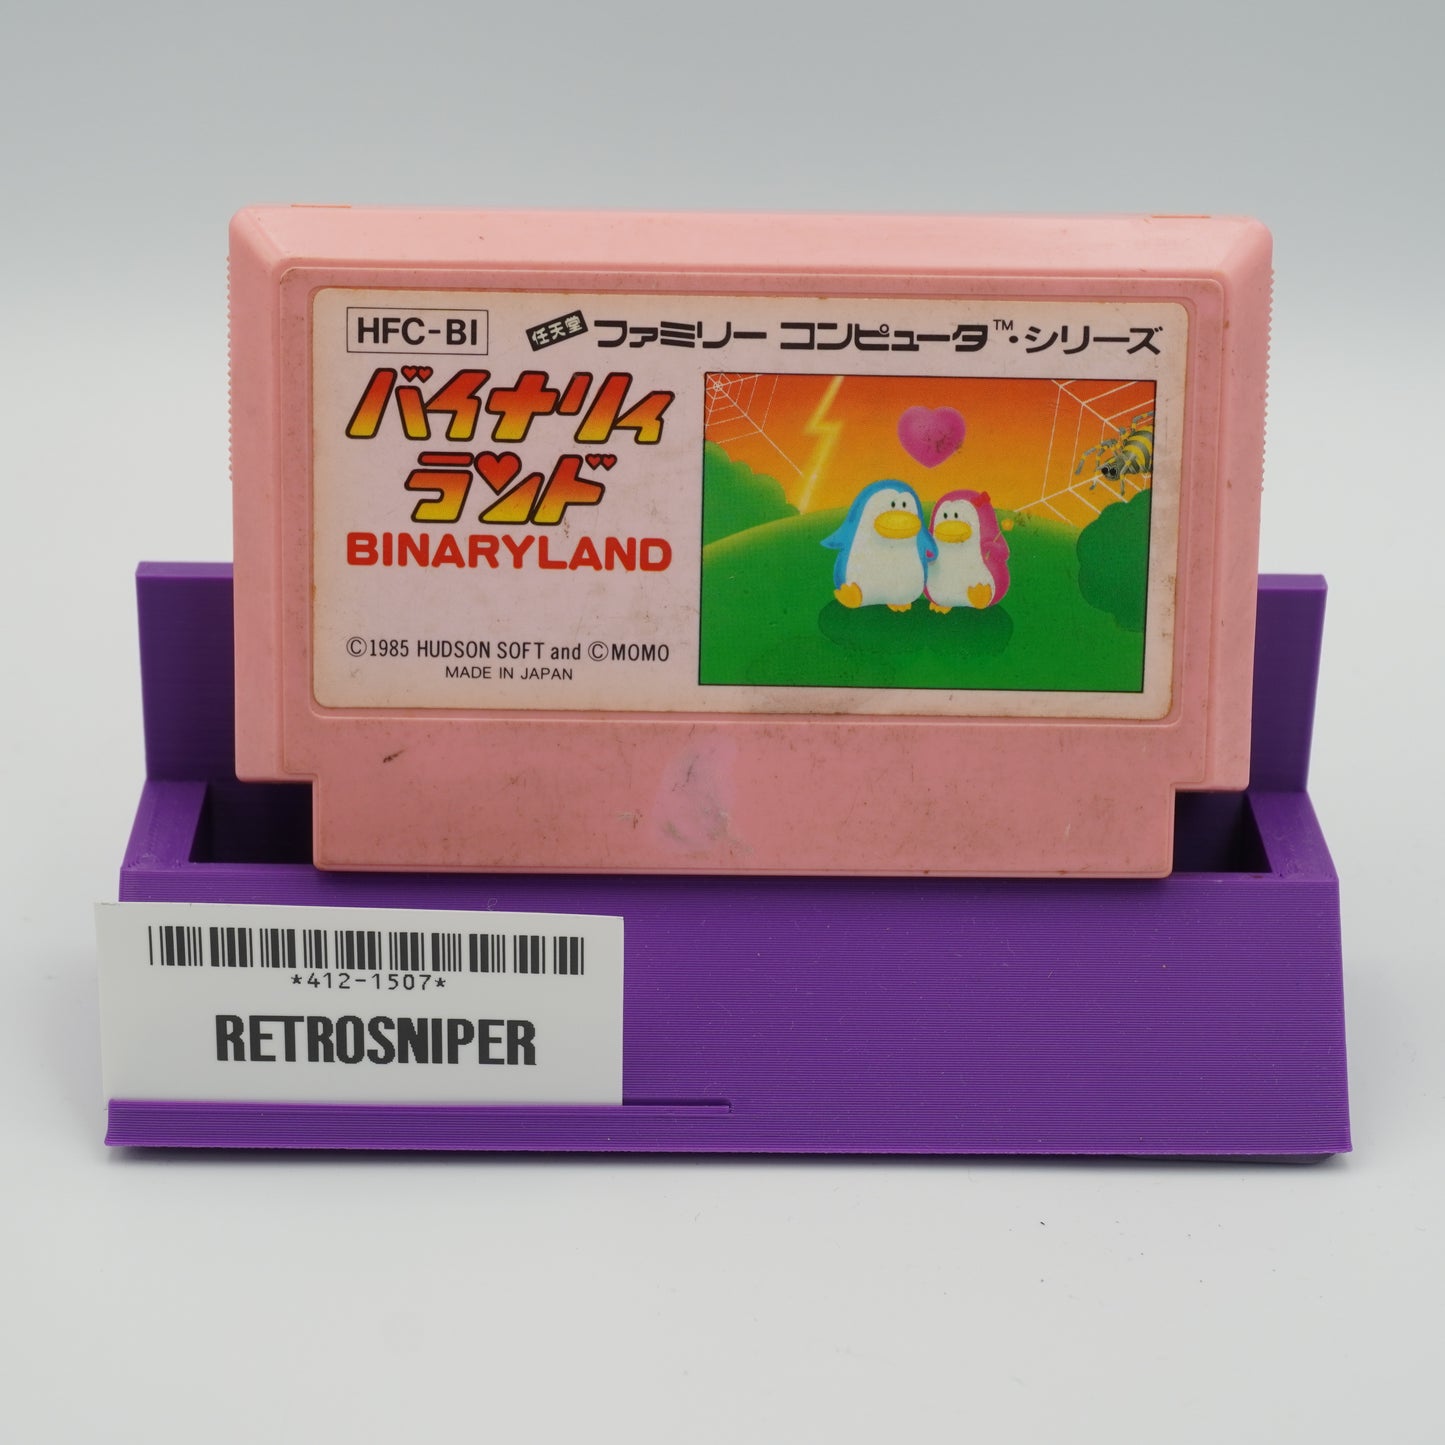 HFC-BI 任天堂 ファミリー コンピュータ™・シリーズ
バイナリィ
ランド
BINARYLAND
©1985 HUDSON SOFT and ©MOMO
MADE IN JAPAN
*412-1507*
RETROSNIPER